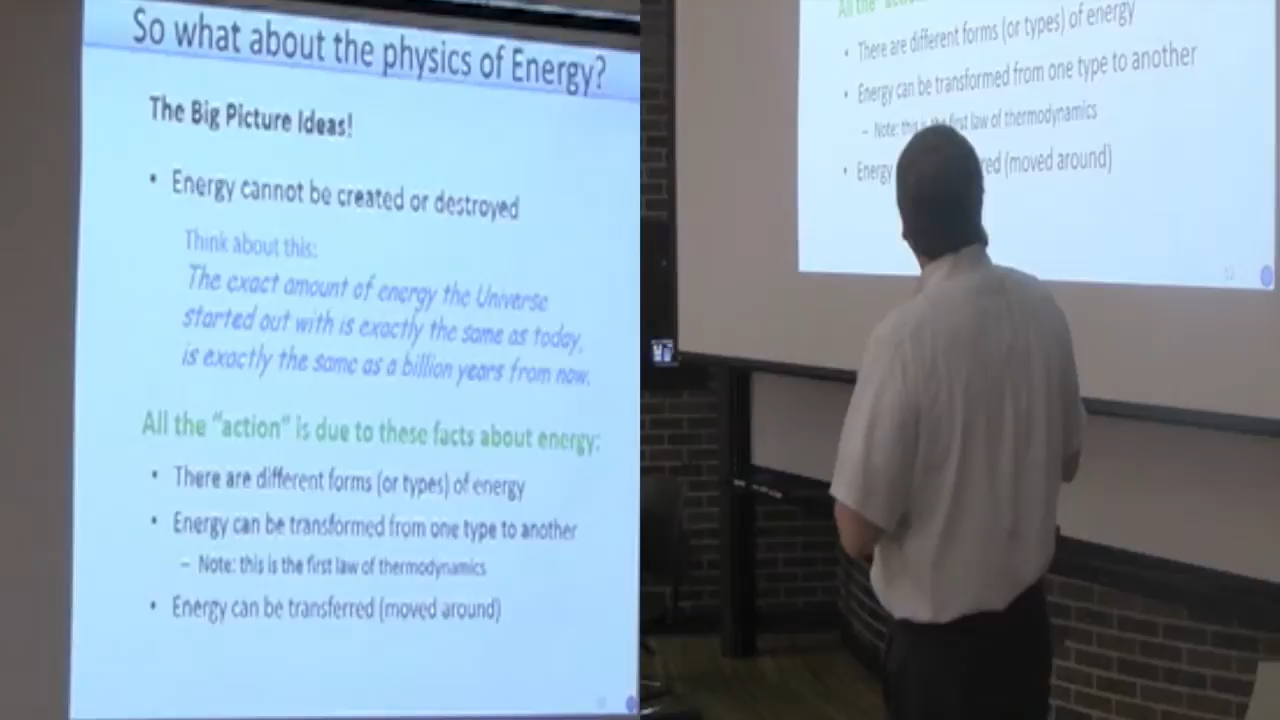 So what about the physics of Energy?
The Big Picture Ideas!
• Energy cannot be created or destroyed
Think about this:
The exact amount of energy the Universe
started out with is exactly the same as today,
is exactly the same as a billion years from now.
All the "action" is due to these facts about energy:
• There are different forms (or types) of energy
• Energy can be transformed from one type to another
– Note: this is the first law of thermodynamics
• Energy can be transferred (moved around)
All the "action"
• There are different forms (or types) of energy
• Energy can be transformed from one type to another
– Note: this is the first law of thermodynamics
• Energy red (moved around)